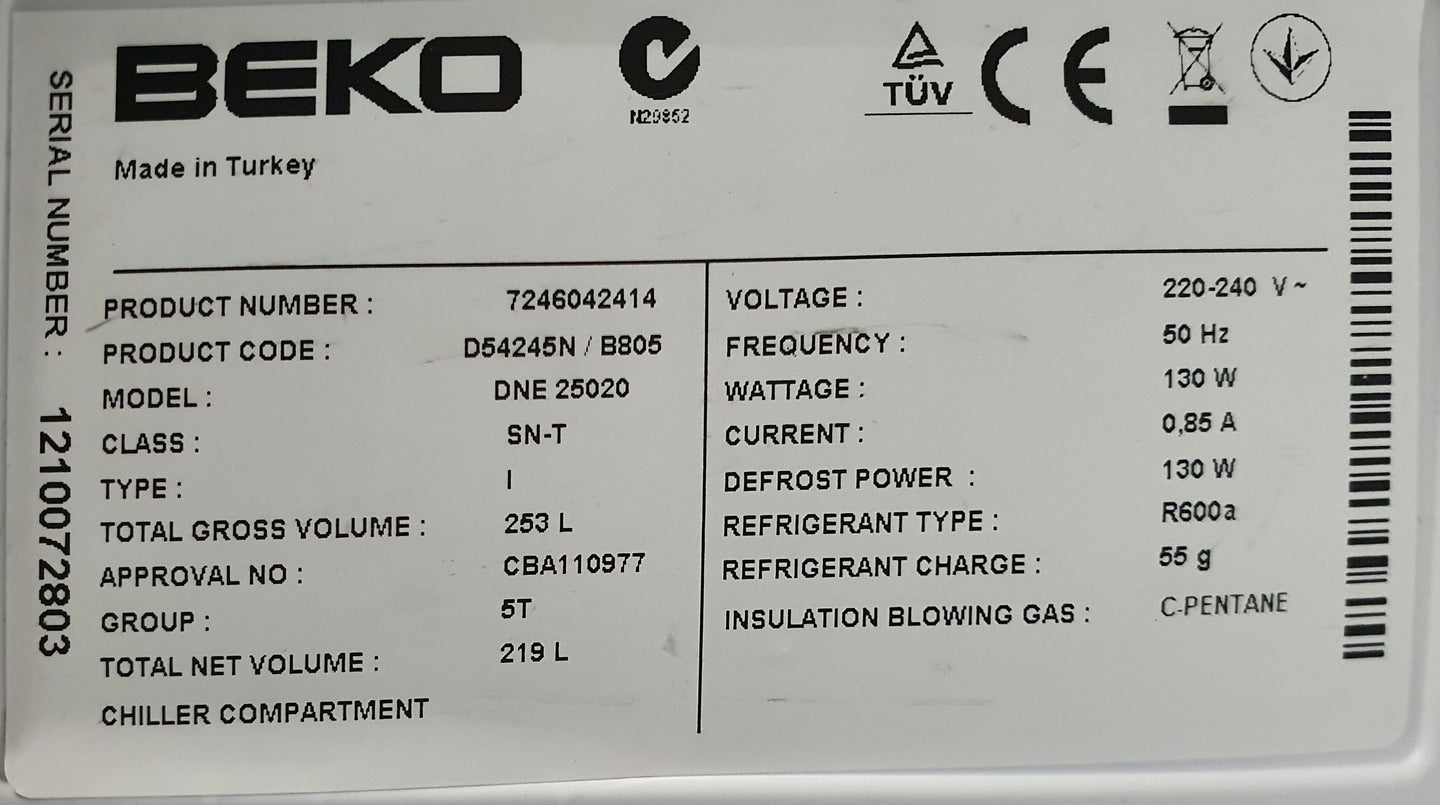 BEKO
N29852
TÜV
CE
Made in Turkey
SERIAL NUMBER : 1210072803
PRODUCT NUMBER : 7246042414
PRODUCT CODE : D54245N / B805
MODEL : DNE 25020
CLASS : SN-T
TYPE : I
TOTAL GROSS VOLUME : 253 L
APPROVAL NO : CBA110977
GROUP : 5T
TOTAL NET VOLUME : 219 L
CHILLER COMPARTMENT
VOLTAGE : 220-240 V ~
FREQUENCY : 50 Hz
WATTAGE : 130 W
CURRENT : 0,85 A
DEFROST POWER : 130 W
REFRIGERANT TYPE : R600a
REFRIGERANT CHARGE : 55 g
INSULATION BLOWING GAS : C-PENTANE